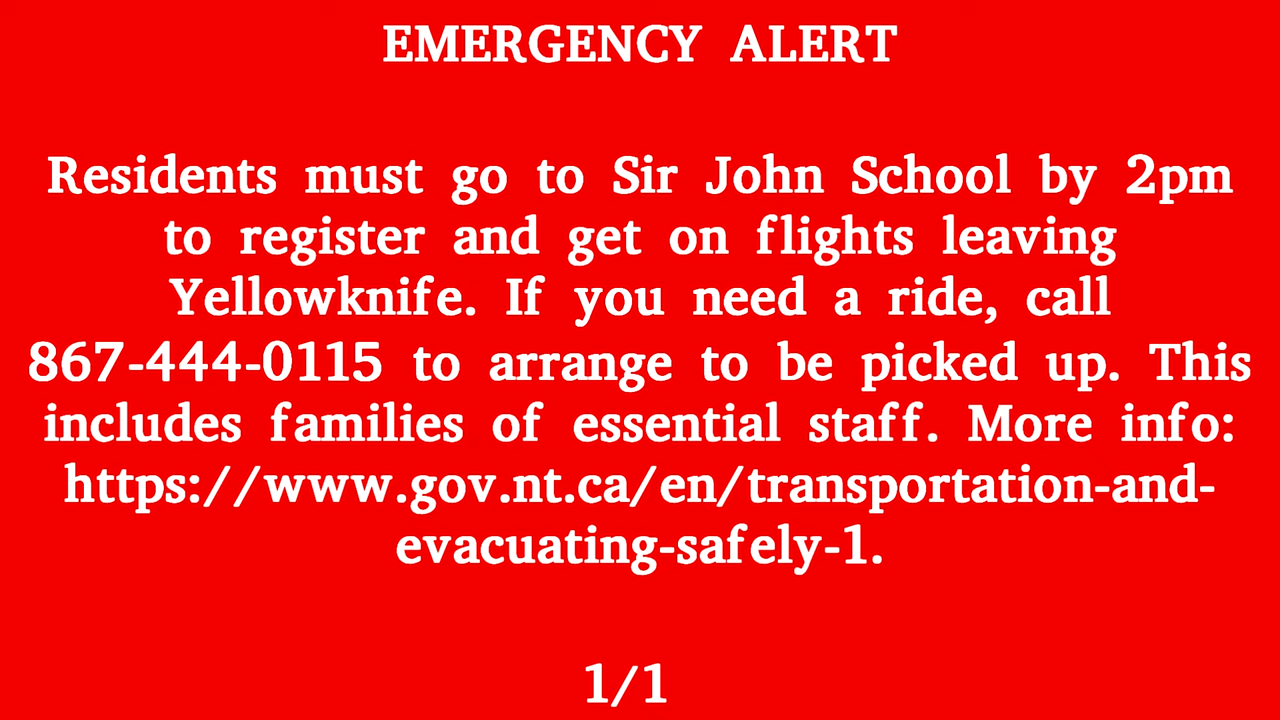 EMERGENCY ALERT
Residents must go to Sir John School by 2pm
to register and get on flights leaving
Yellowknife. If you need a ride, call
867-444-0115 to arrange to be picked up. This
includes families of essential staff. More info:
https://www.gov.nt.ca/en/transportation-and-
evacuating-safely-1.
1/1